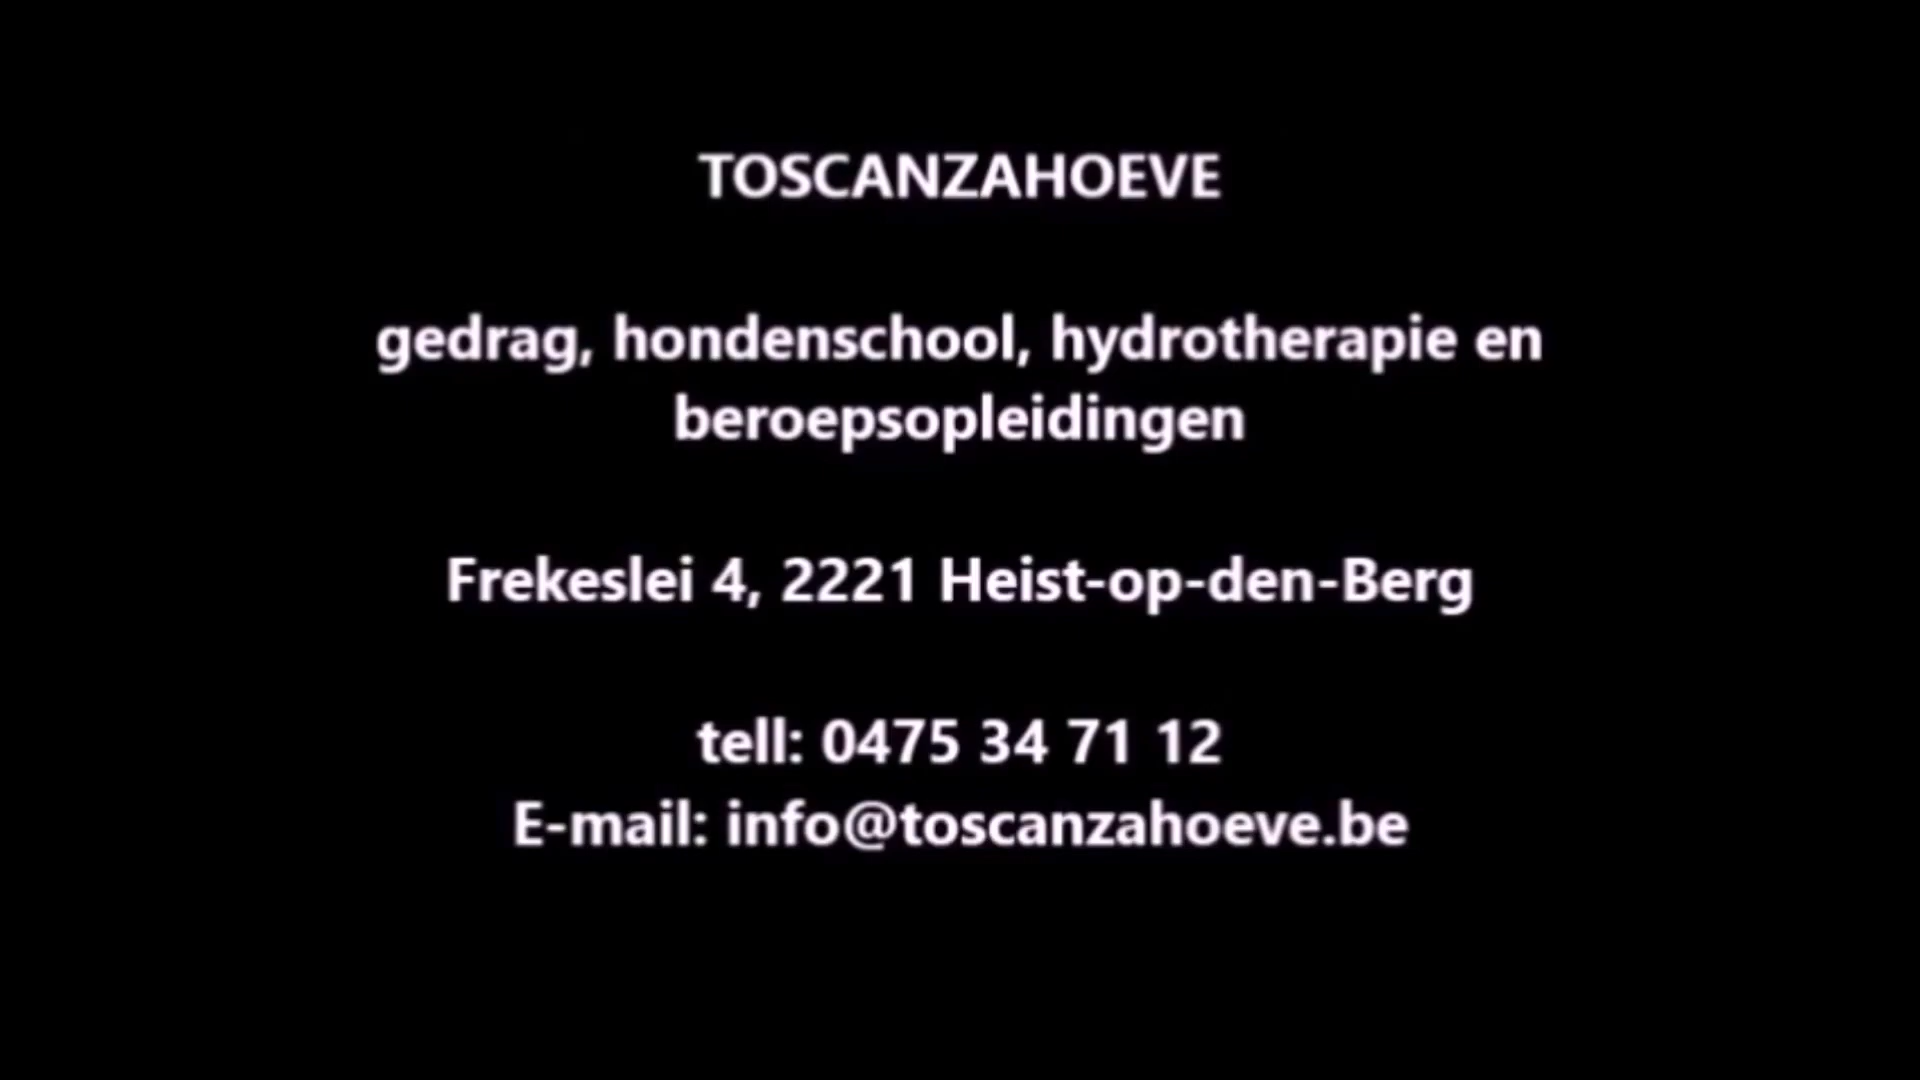 TOSCANZAHOEVE
gedrag, hondenschool, hydrotherapie en
beroepsopleidingen
Frekeslei 4, 2221 Heist-op-den-Berg
tell: 0475 34 71 12
E-mail: info@toscanzahoeve.be